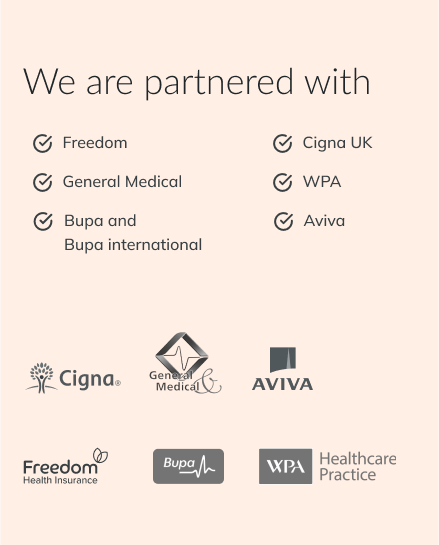 We are partnered with
Freedom
Cigna UK
General Medical
WPA
Bupa and
Bupa international
Aviva
Cigna®
General
Medical &
AVIVA
Freedom
Health Insurance
Bupa
WPA Healthcare
Practice